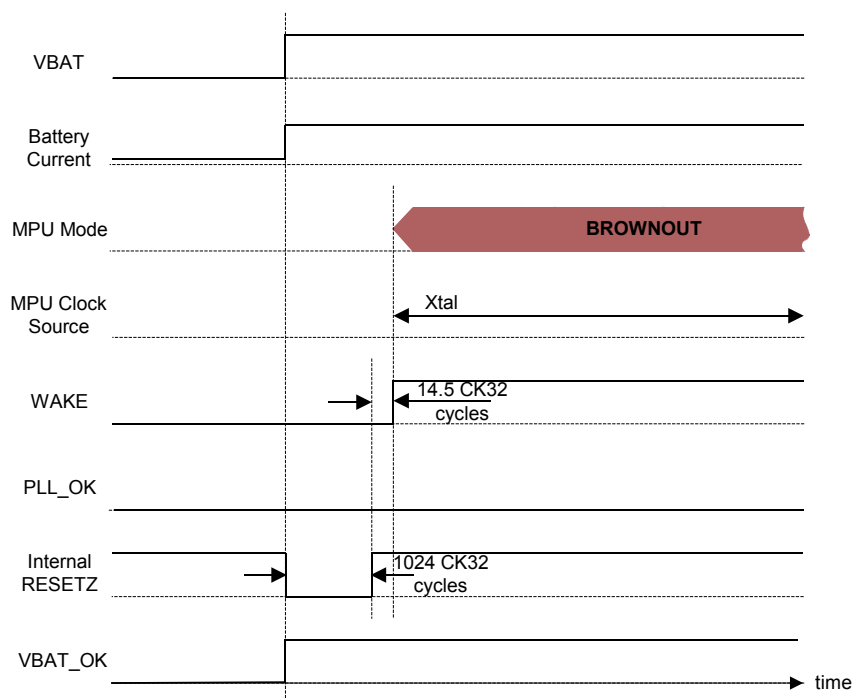 VBAT
Battery
Current
MPU Mode
BROWNOUT
MPU Clock
Source
Xtal
WAKE
14.5 CK32
cycles
PLL_OK
Internal
RESETZ
1024 CK32
cycles
VBAT_OK
time